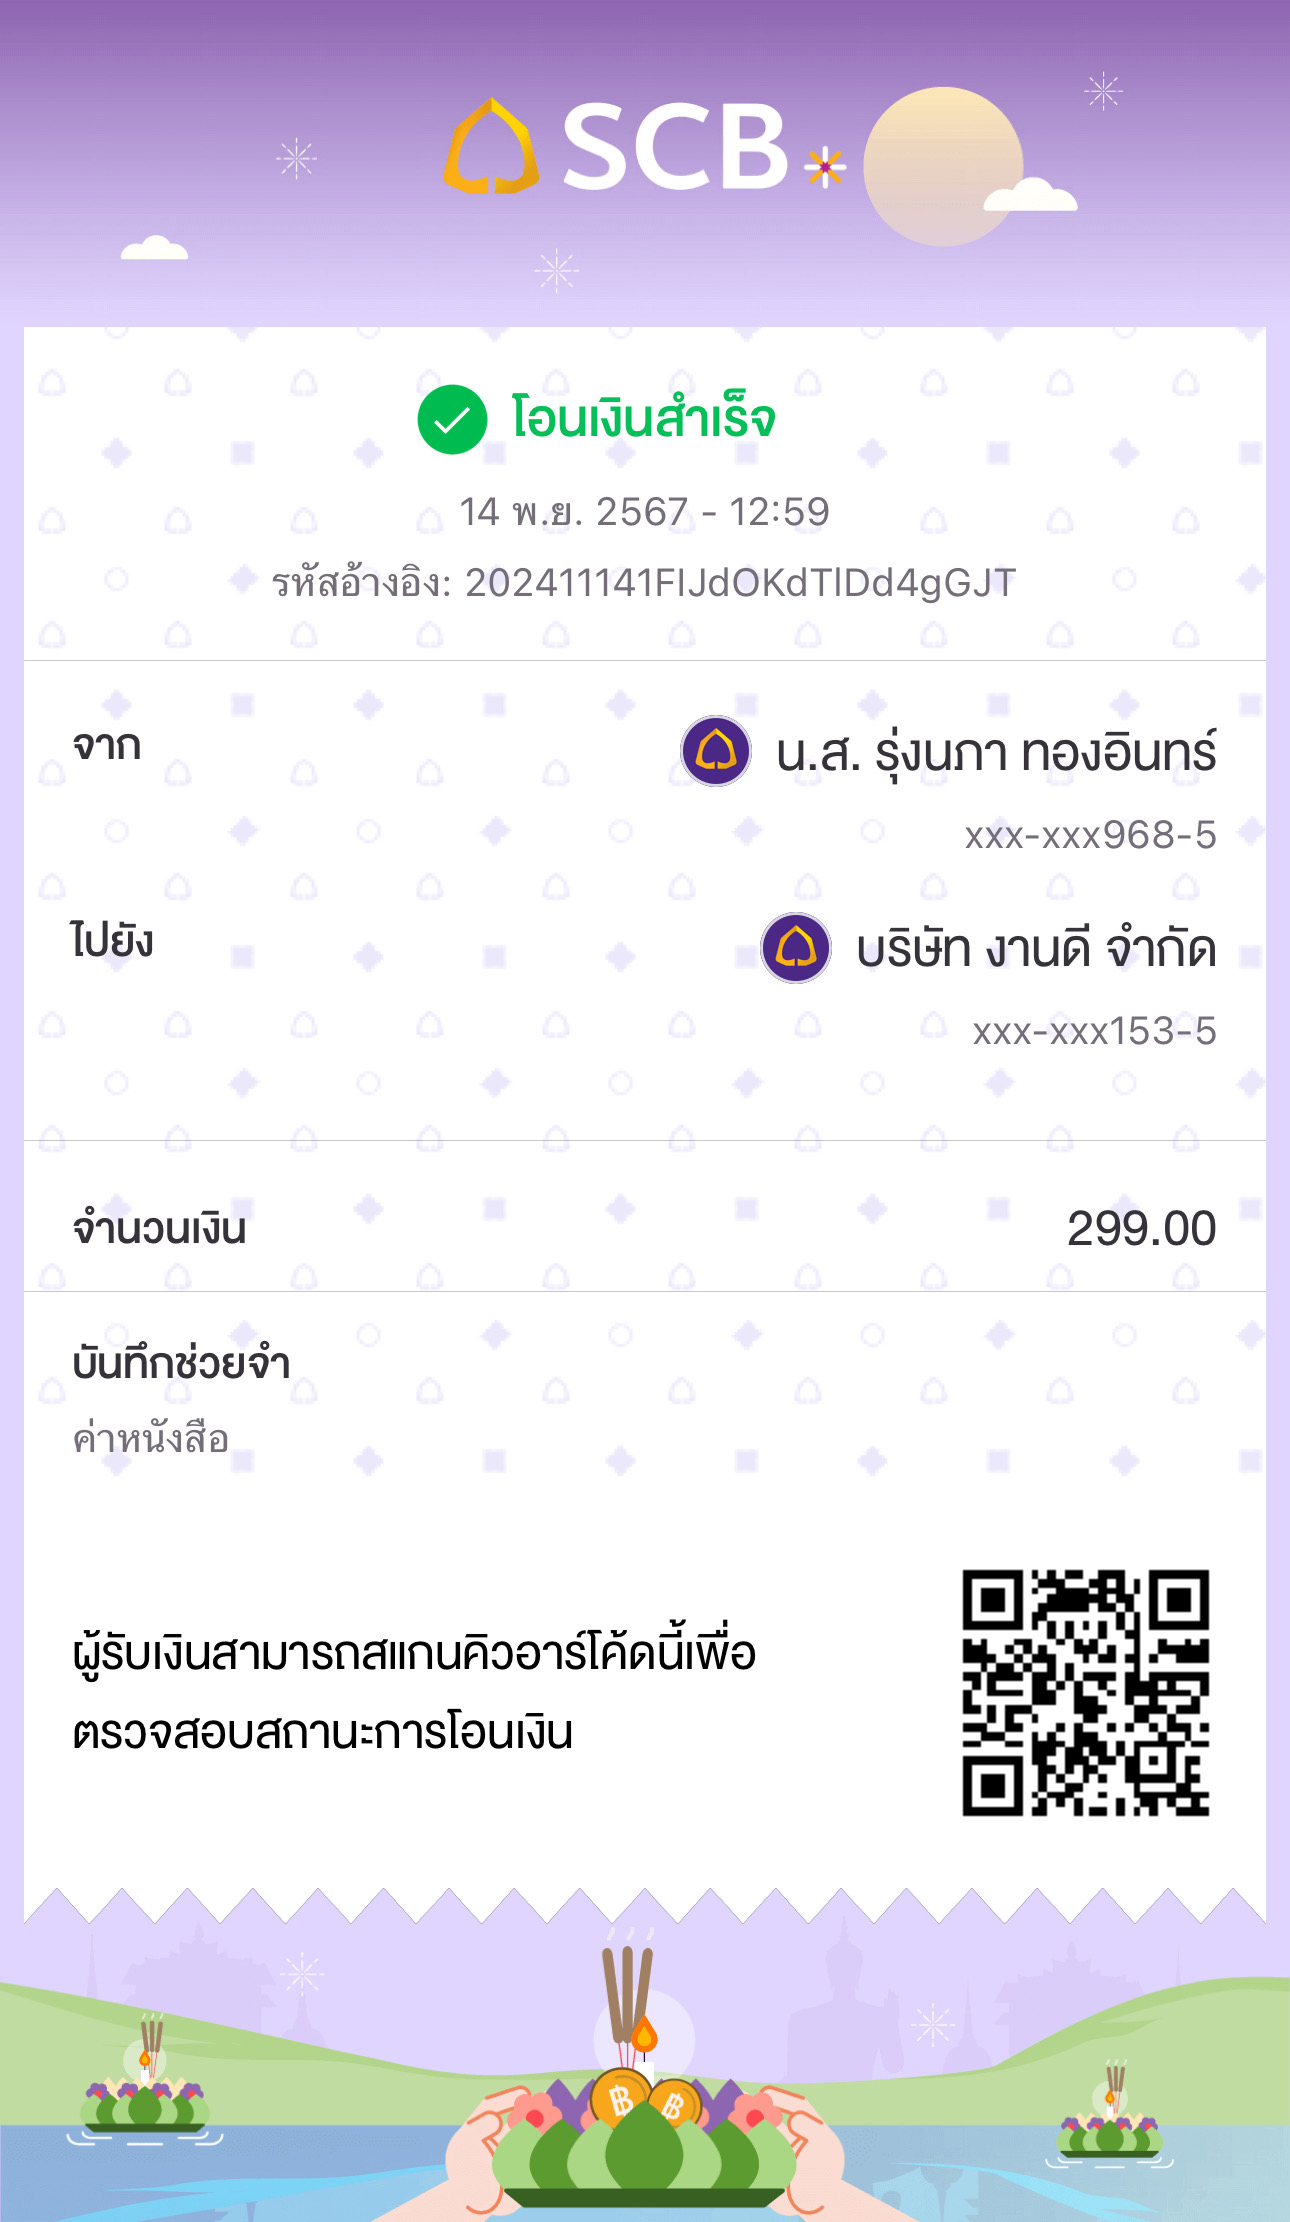 SCB
โอนเงินสำเร็จ
14 พ.ย. 2567 - 12:59
รหัสอ้างอิง: 202411141FIJdOKdTlDd4gGJT
จาก
น.ส. รุ่งนภา ทองอินทร์
xxx-xxx968-5
ไปยัง
บริษัท งานดี จำกัด
xxx-xxx153-5
จำนวนเงิน 299.00
บันทึกช่วยจำ
ค่าหนังสือ
ผู้รับเงินสามารถสแกนคิวอาร์โค้ดนี้เพื่อ
ตรวจสอบสถานะการโอนเงิน
฿ ฿